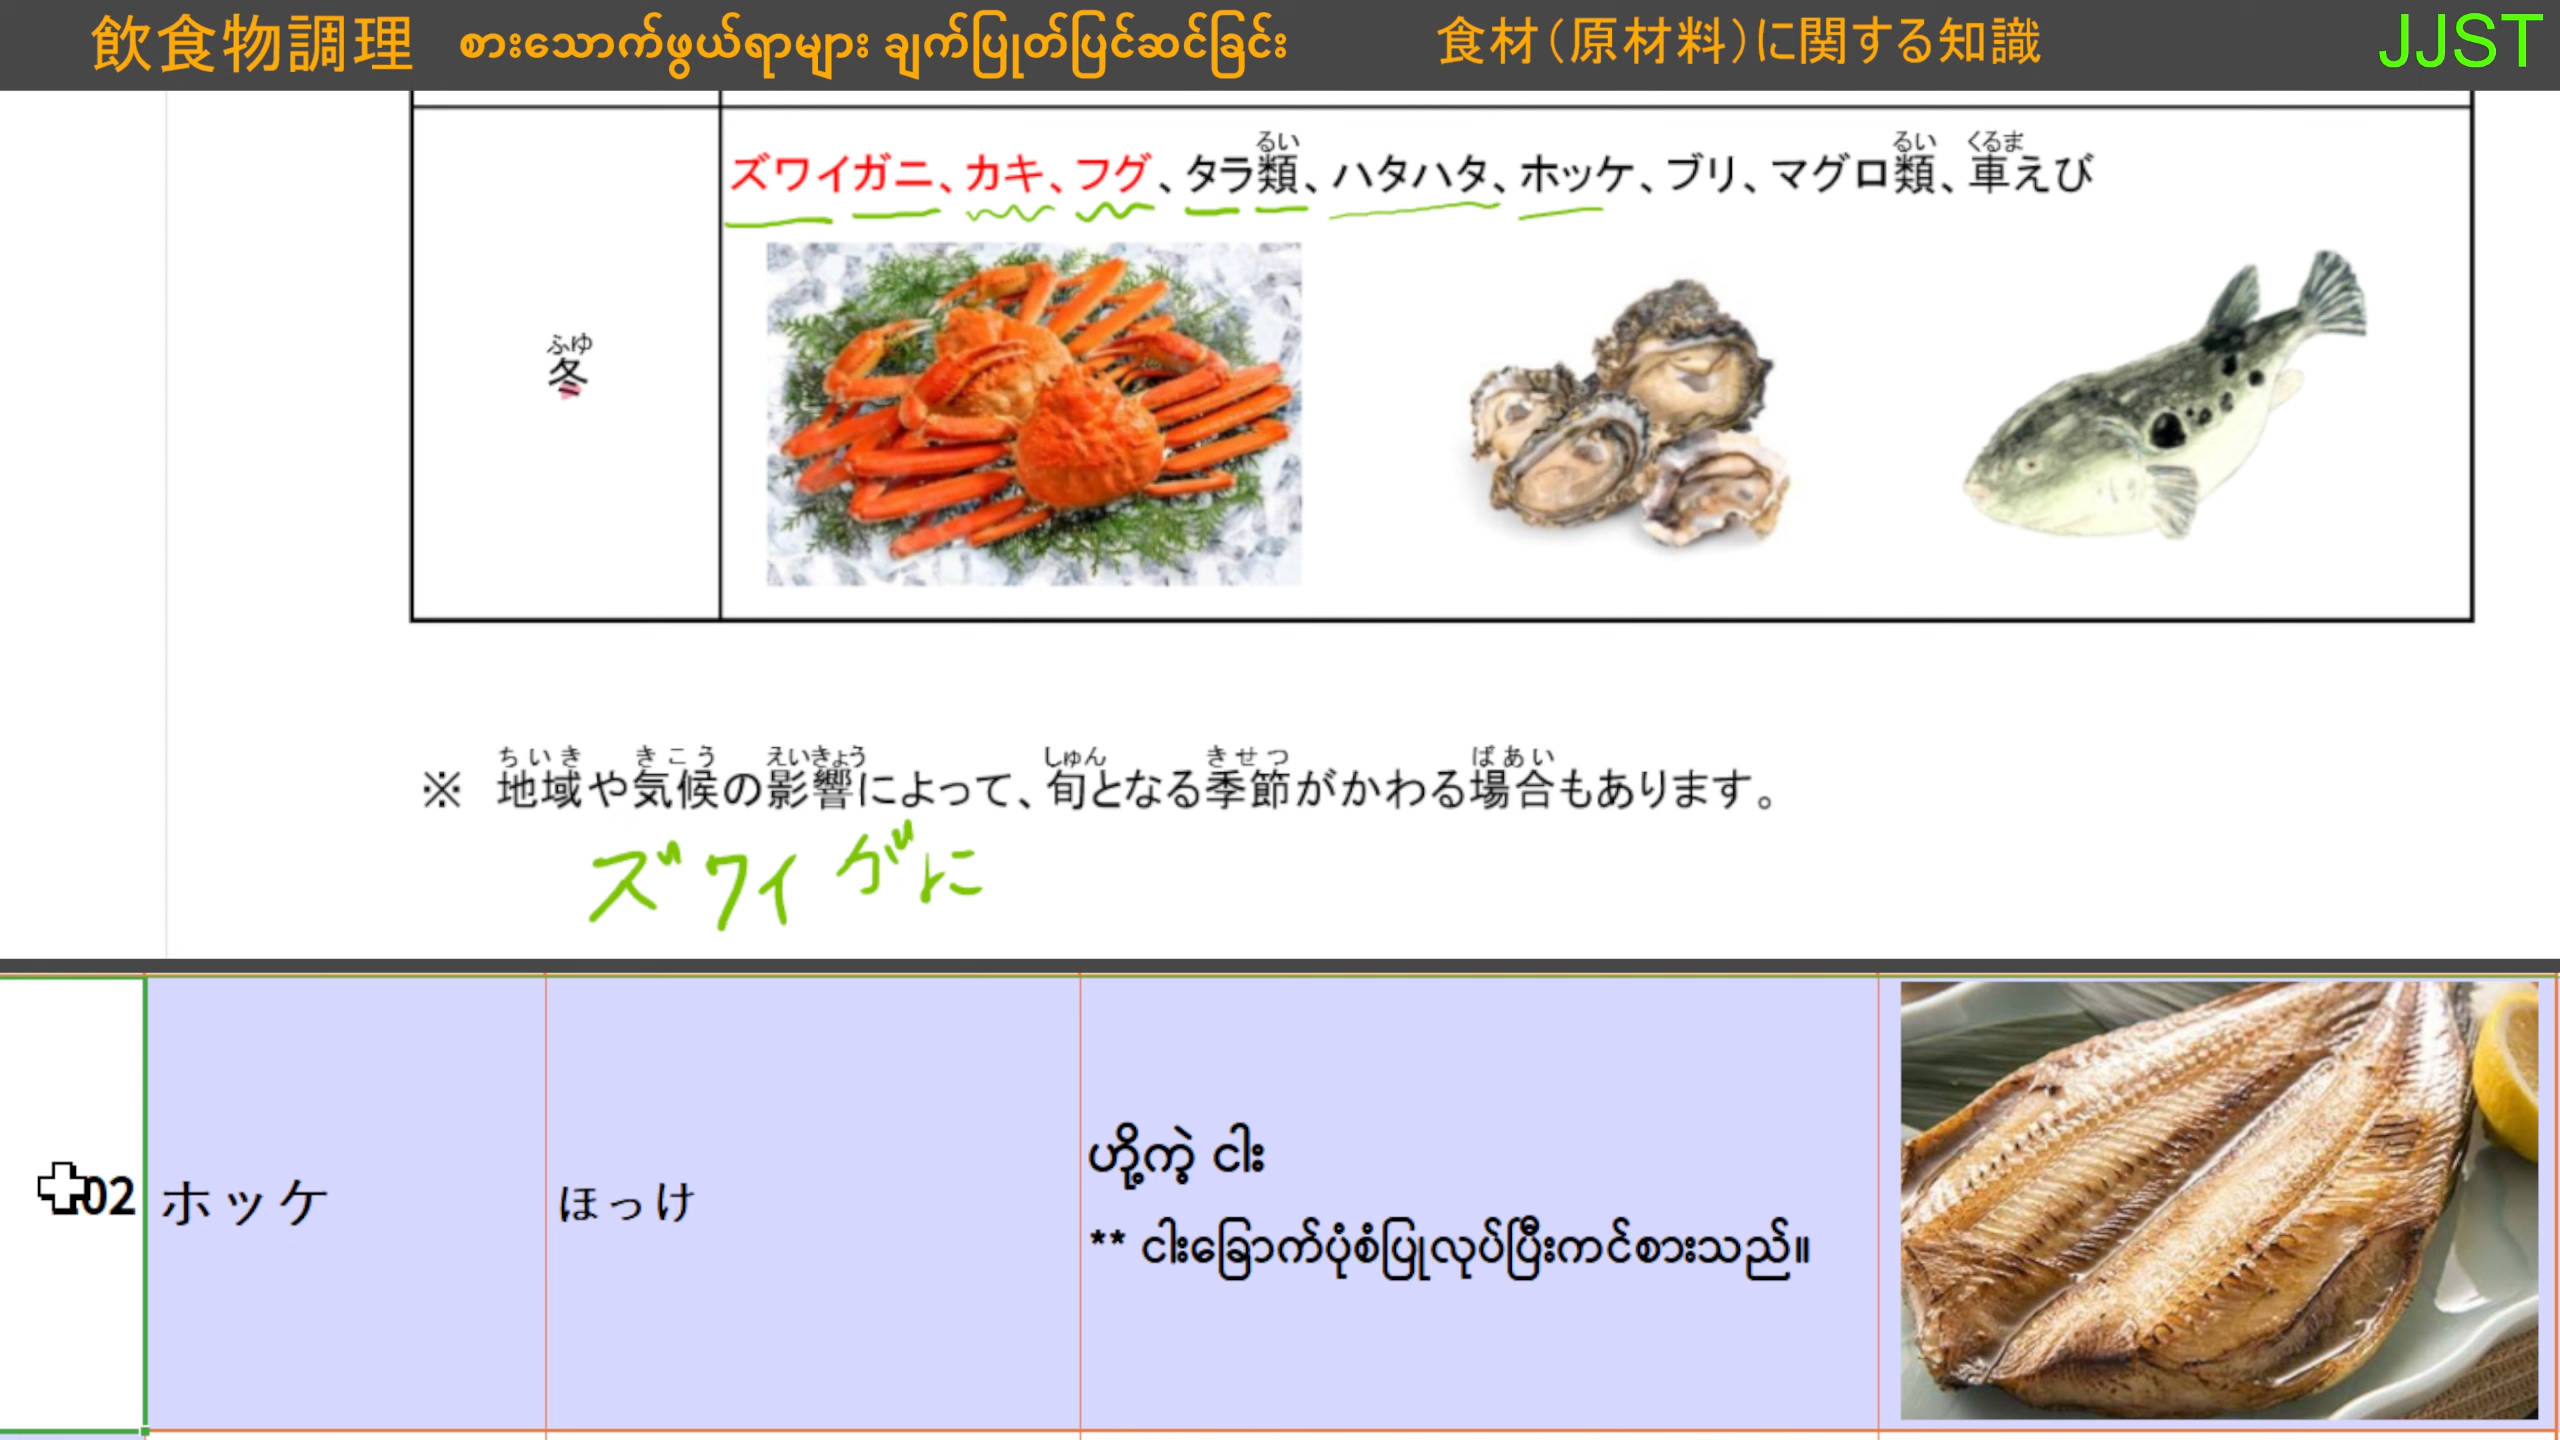 飲食物調理 စားသောက်ဖွယ်ရာများ ချက်ပြုတ်ပြင်ဆင်ခြင်း 食材(原材料)に関する知識 JJST
るい るい くるま
ズワイガニ、カキ、フグ、タラ類、ハタハタ、ホッケ、ブリ、マグロ類、車えび
ふゆ
冬
ちいき きこう えいきょう しゅん きせつ ばあい
※ 地域や気候の影響によって、旬となる季節がかわる場合もあります。
ズワイガに
02 ホッケ ほっけ ဟို့ကဲ့ ငါး
** ငါးခြောက်ပုံစံပြုလုပ်ပြီးကင်စားသည်။